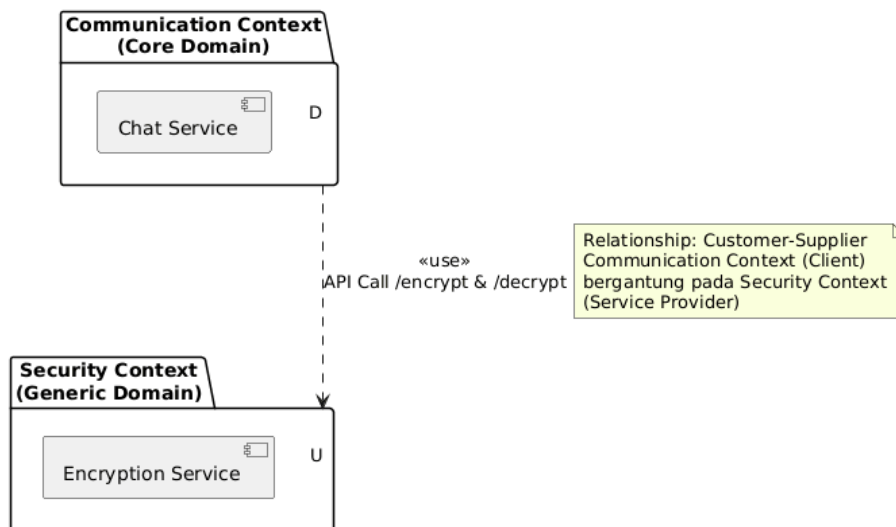 Communication Context
(Core Domain)
Chat Service
D
«use»
API Call /encrypt & /decrypt
Relationship: Customer-Supplier
Communication Context (Client)
bergantung pada Security Context
(Service Provider)
Security Context
(Generic Domain)
Encryption Service
U